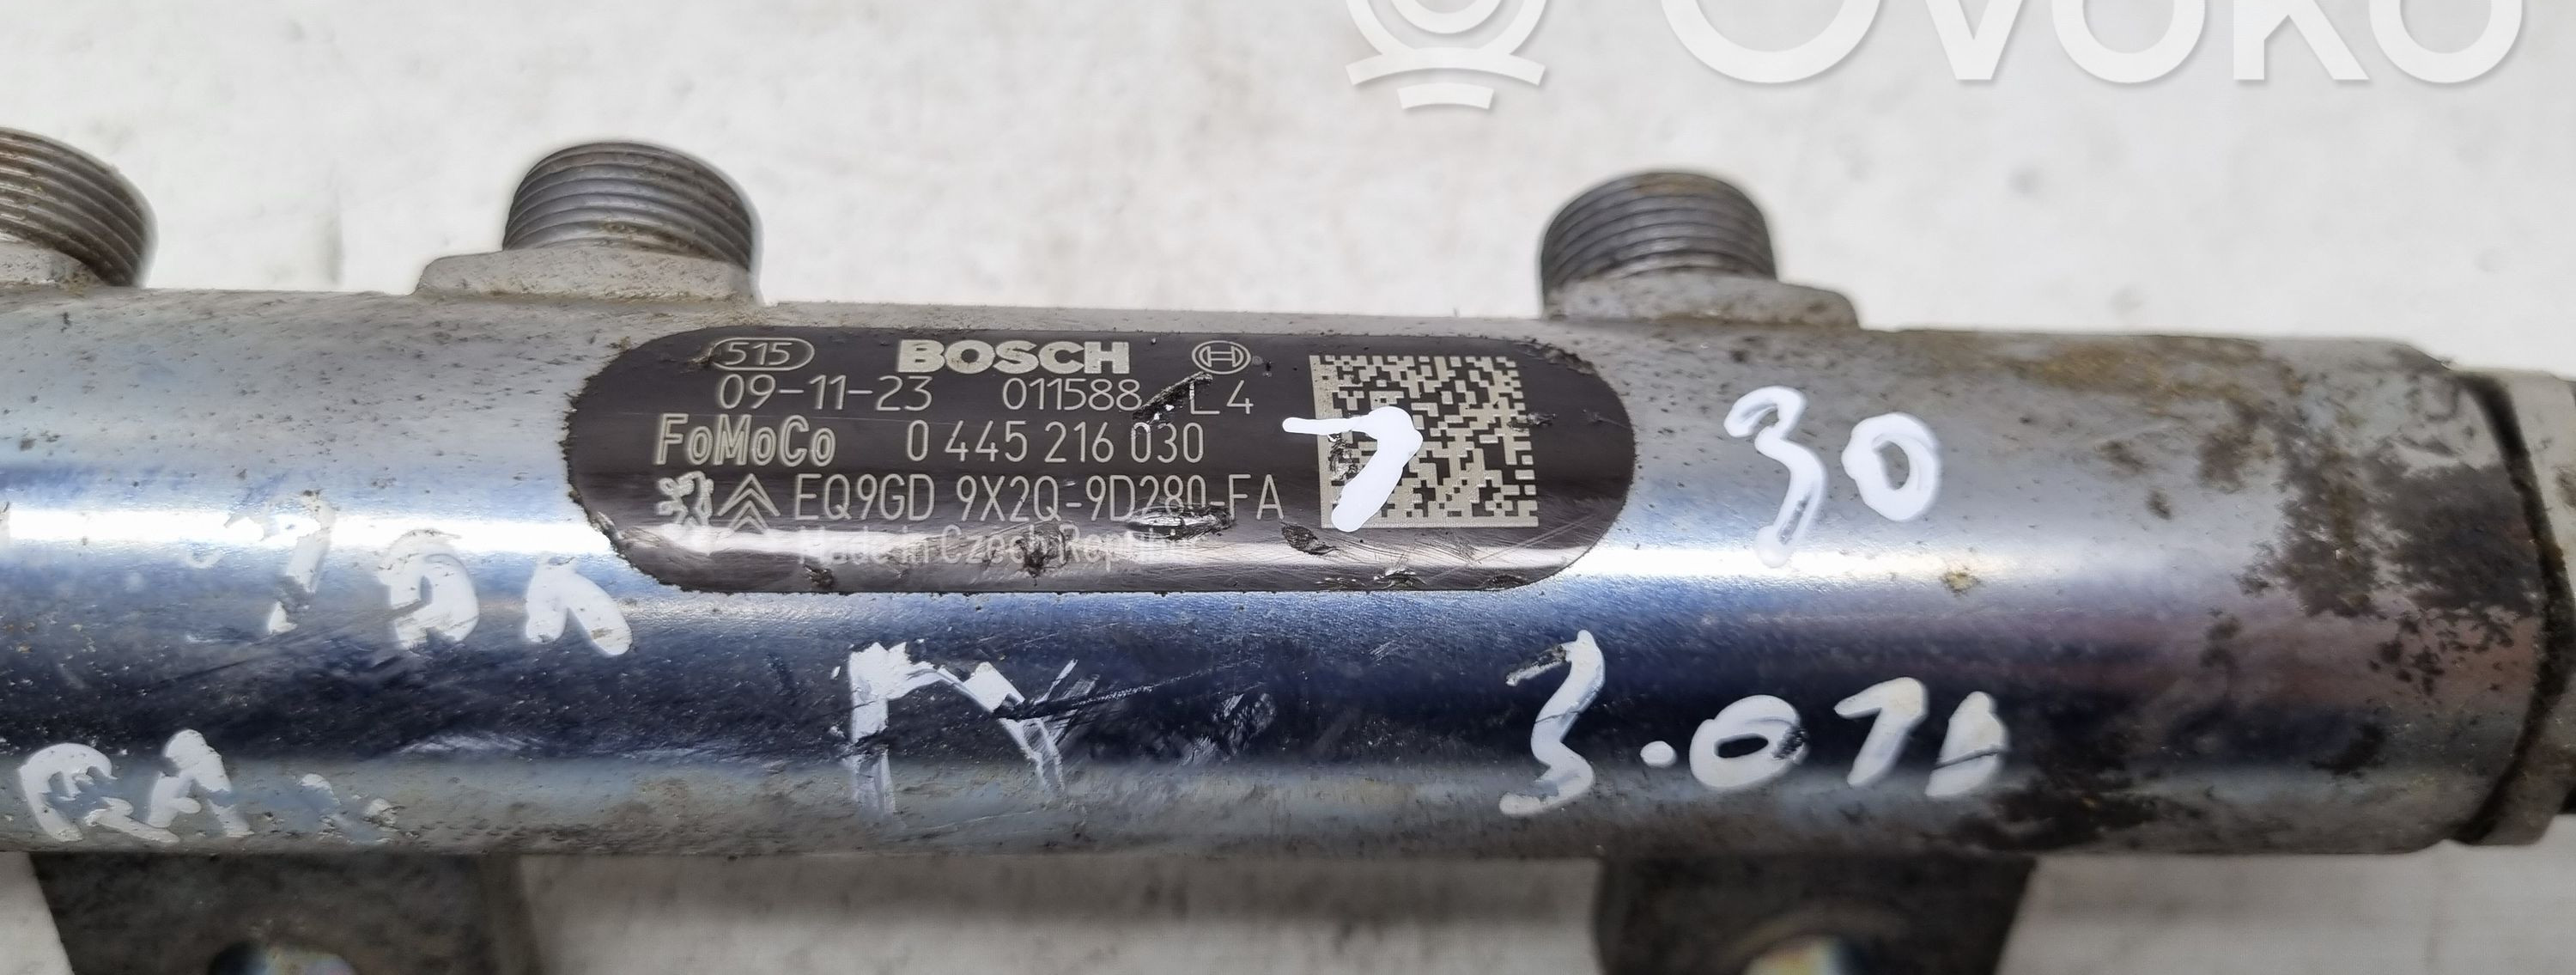 OVOKO
515 BOSCH
09-11-23 011588 L4
FoMoCo 0 445 216 030
EQ9GD 9X2Q-9D280-FA
Made in Czech Republic
30
3.0